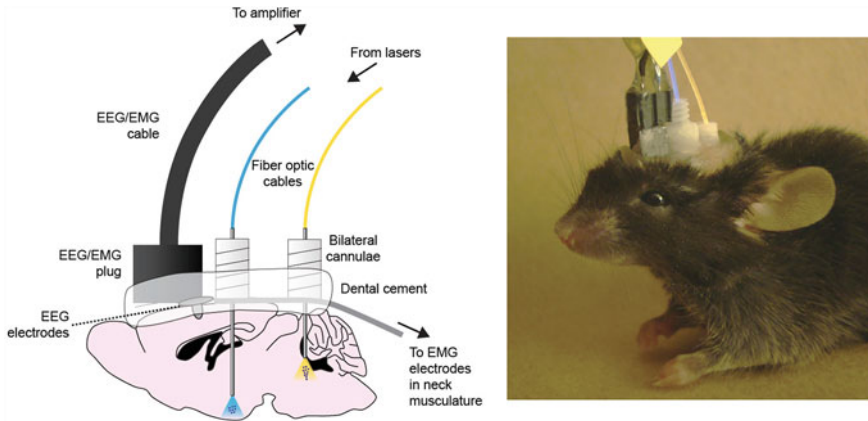 To amplifier
From lasers
EEG/EMG
cable
Fiber optic
cables
EEG/EMG
plug
Bilateral
cannulae
Dental cement
EEG
electrodes
To EMG
electrodes
in neck
musculature